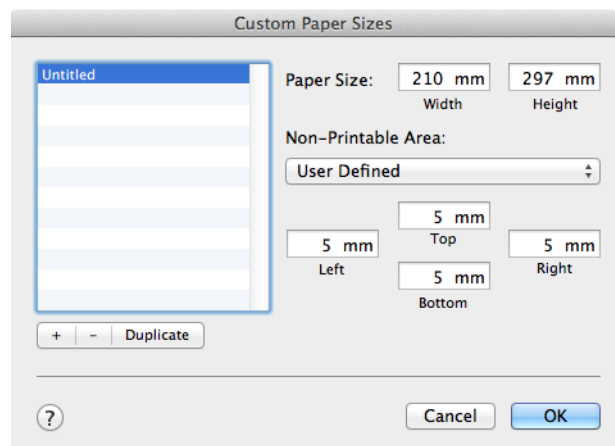 Custom Paper Sizes
Untitled
Paper Size:
210 mm
297 mm
Width
Height
Non-Printable Area:
User Defined
5 mm
Top
5 mm
Left
5 mm
Right
5 mm
Bottom
+ - Duplicate
?
Cancel
OK